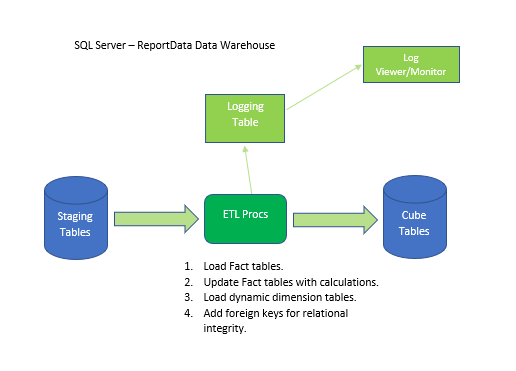 SQL Server – ReportData Data Warehouse
Log
Viewer/Monitor
Logging
Table
Staging
Tables
ETL Procs
Cube
Tables
1. Load Fact tables.
2. Update Fact tables with calculations.
3. Load dynamic dimension tables.
4. Add foreign keys for relational
integrity.